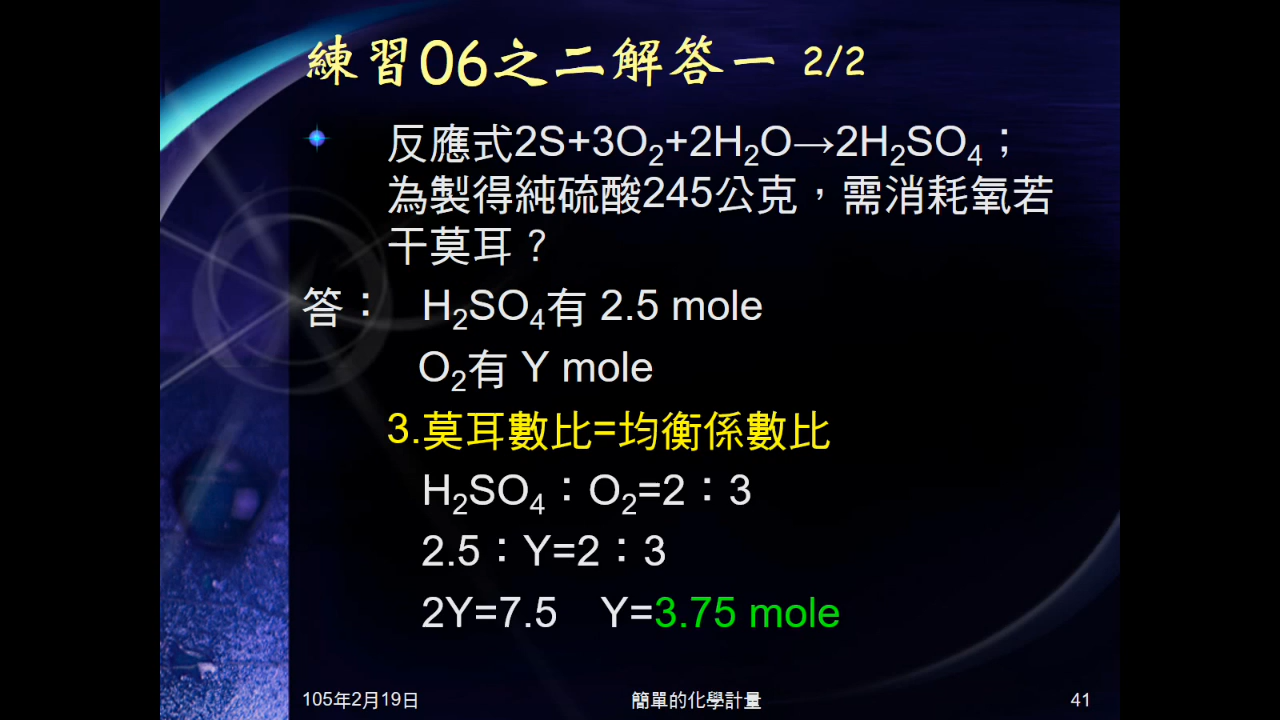 練習06之二解答一 2/2
反應式2S+3O₂+2H₂O→2H₂SO₄；
為製得純硫酸245公克，需消耗氧若
干莫耳？
答： H₂SO₄有 2.5 mole
O₂有 Y mole
3.莫耳數比=均衡係數比
H₂SO₄：O₂=2：3
2.5：Y=2：3
2Y=7.5 Y=3.75 mole
105年2月19日 簡單的化學計量 41